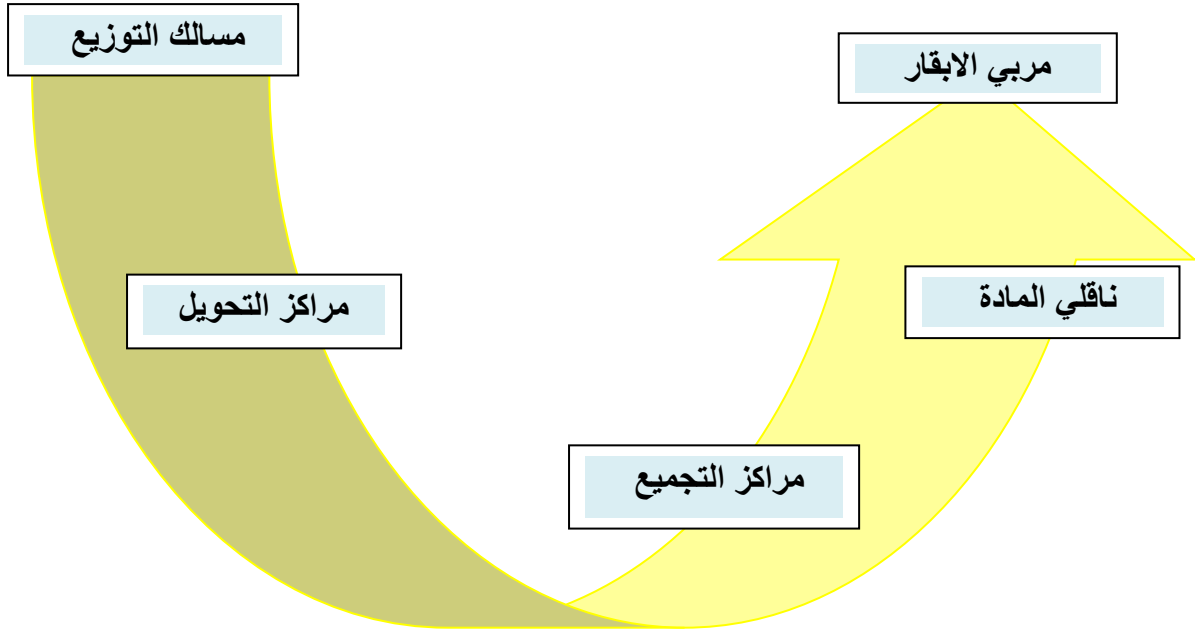 مسالك التوزيع
مربي الابقار
مراكز التحويل
ناقلي المادة
مراكز التجميع